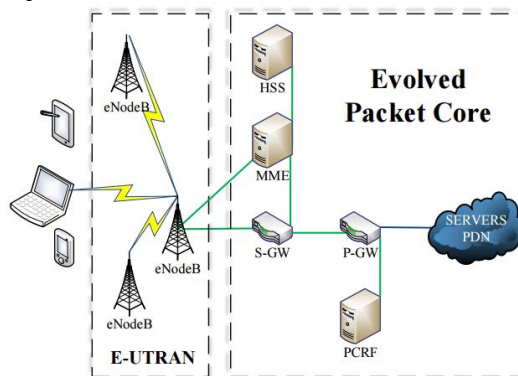 eNodeB
HSS
Evolved
Packet Core
MME
eNodeB
S-GW
P-GW
SERVERS
PDN
eNodeB
PCRF
E-UTRAN